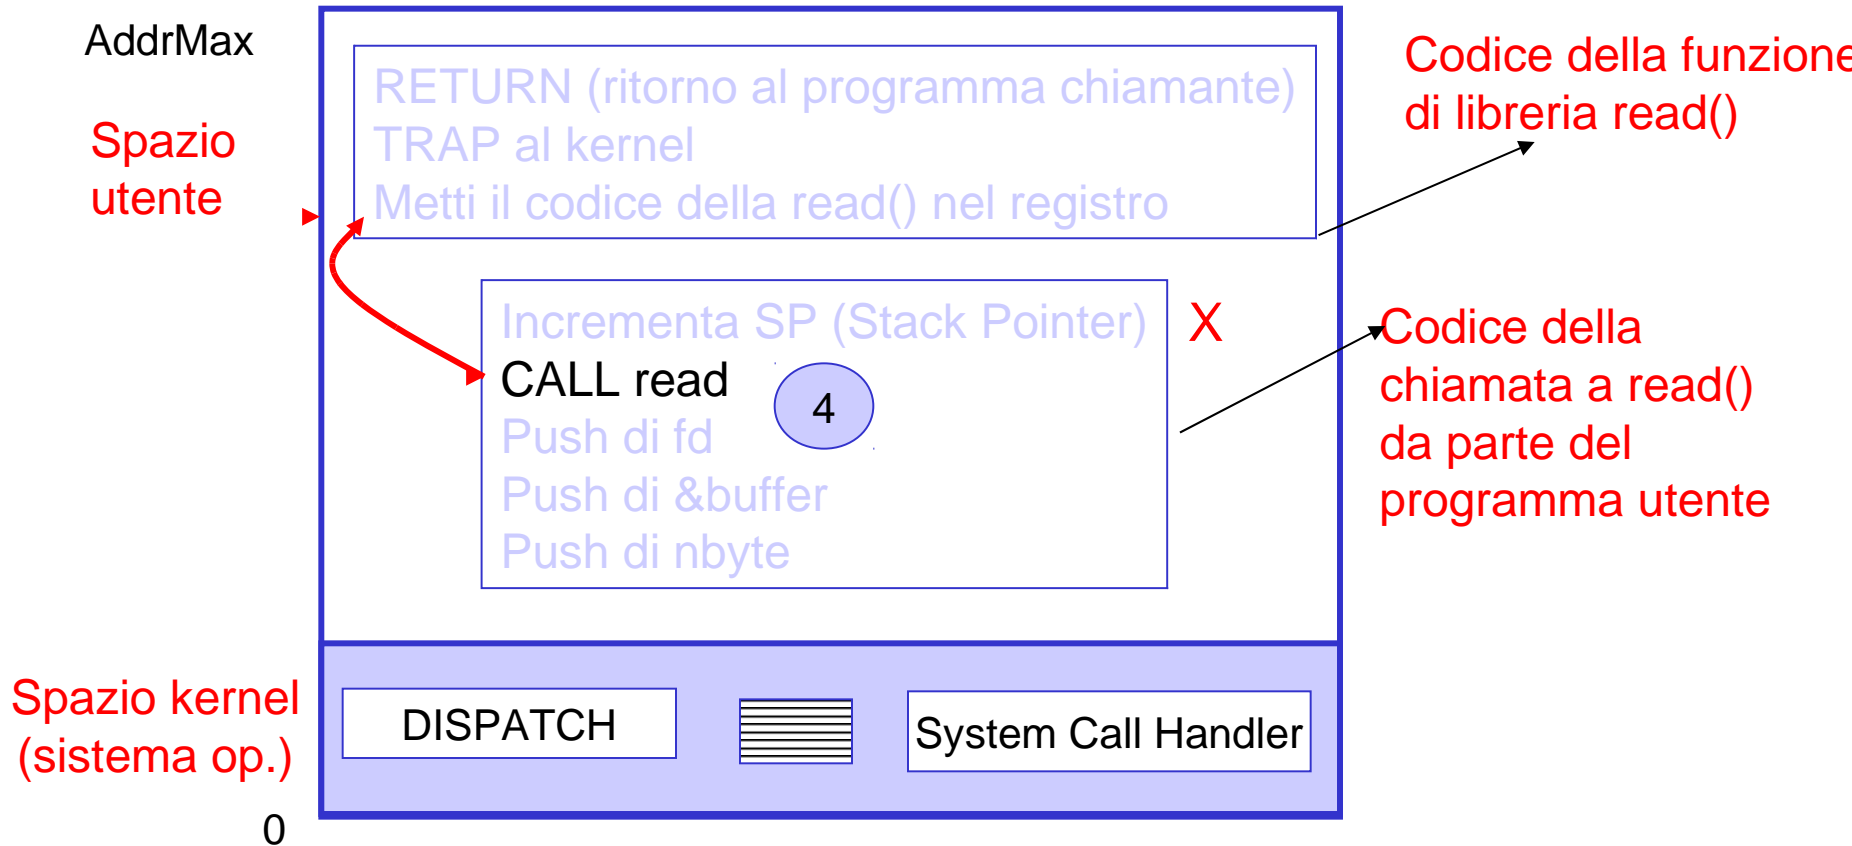 AddrMax
Spazio
utente
RETURN (ritorno al programma chiamante)
TRAP al kernel
Metti il codice della read() nel registro
Codice della funzione
di libreria read()
Incrementa SP (Stack Pointer)
X
CALL read
4
Push di fd
Push di &buffer
Push di nbyte
Codice della
chiamata a read()
da parte del
programma utente
Spazio kernel
(sistema op.)
DISPATCH
System Call Handler
0